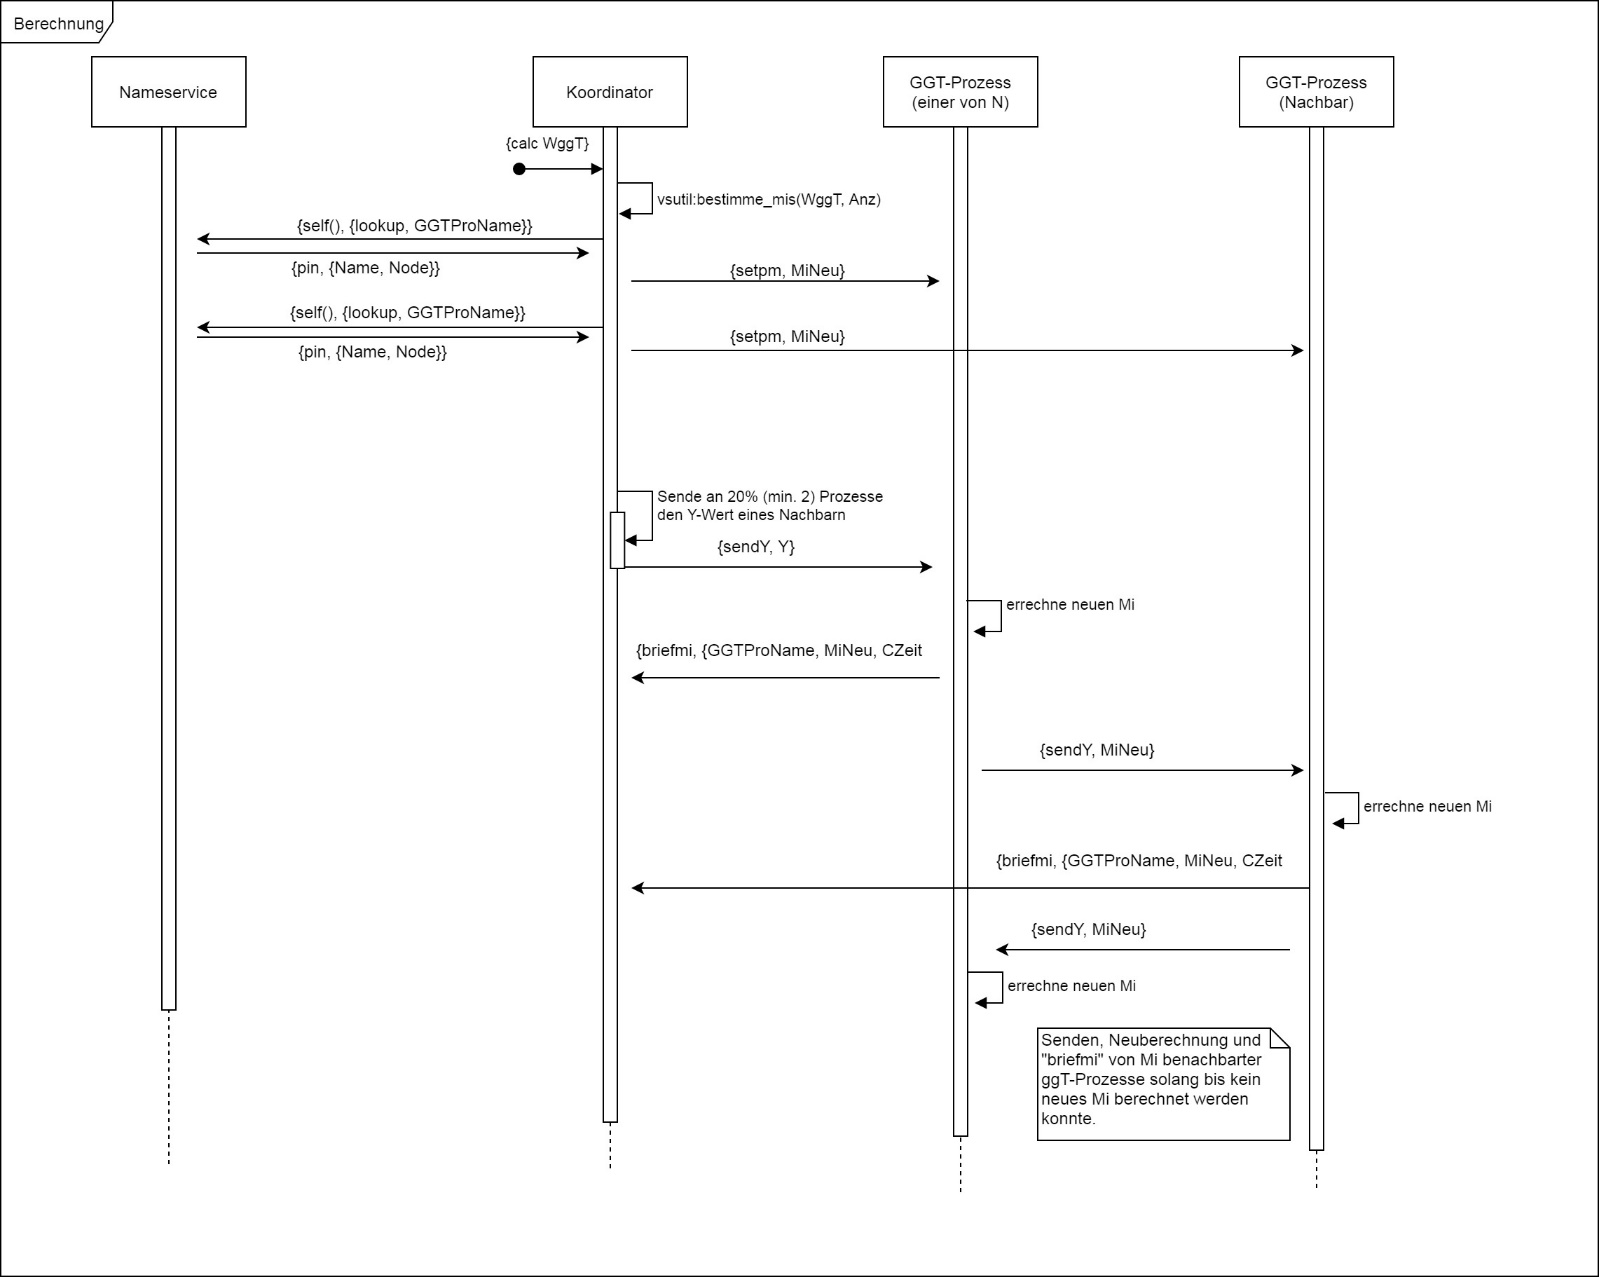 Berechnung
Nameservice
Koordinator
GGT-Prozess
(einer von N)
GGT-Prozess
(Nachbar)
{calc WggT}
vsutil:bestimme_mis(WggT, Anz)
{self(), {lookup, GGTProName}}
{pin, {Name, Node}}
{setpm, MiNeu}
{self(), {lookup, GGTProName}}
{setpm, MiNeu}
{pin, {Name, Node}}
Sende an 20% (min. 2) Prozesse
den Y-Wert eines Nachbarn
{sendY, Y}
errechne neuen Mi
{briefmi, {GGTProName, MiNeu, CZeit
{sendY, MiNeu}
errechne neuen Mi
{briefmi, {GGTProName, MiNeu, CZeit
{sendY, MiNeu}
errechne neuen Mi
Senden, Neuberechnung und
"briefmi" von Mi benachbarter
ggT-Prozesse solang bis kein
neues Mi berechnet werden
konnte.